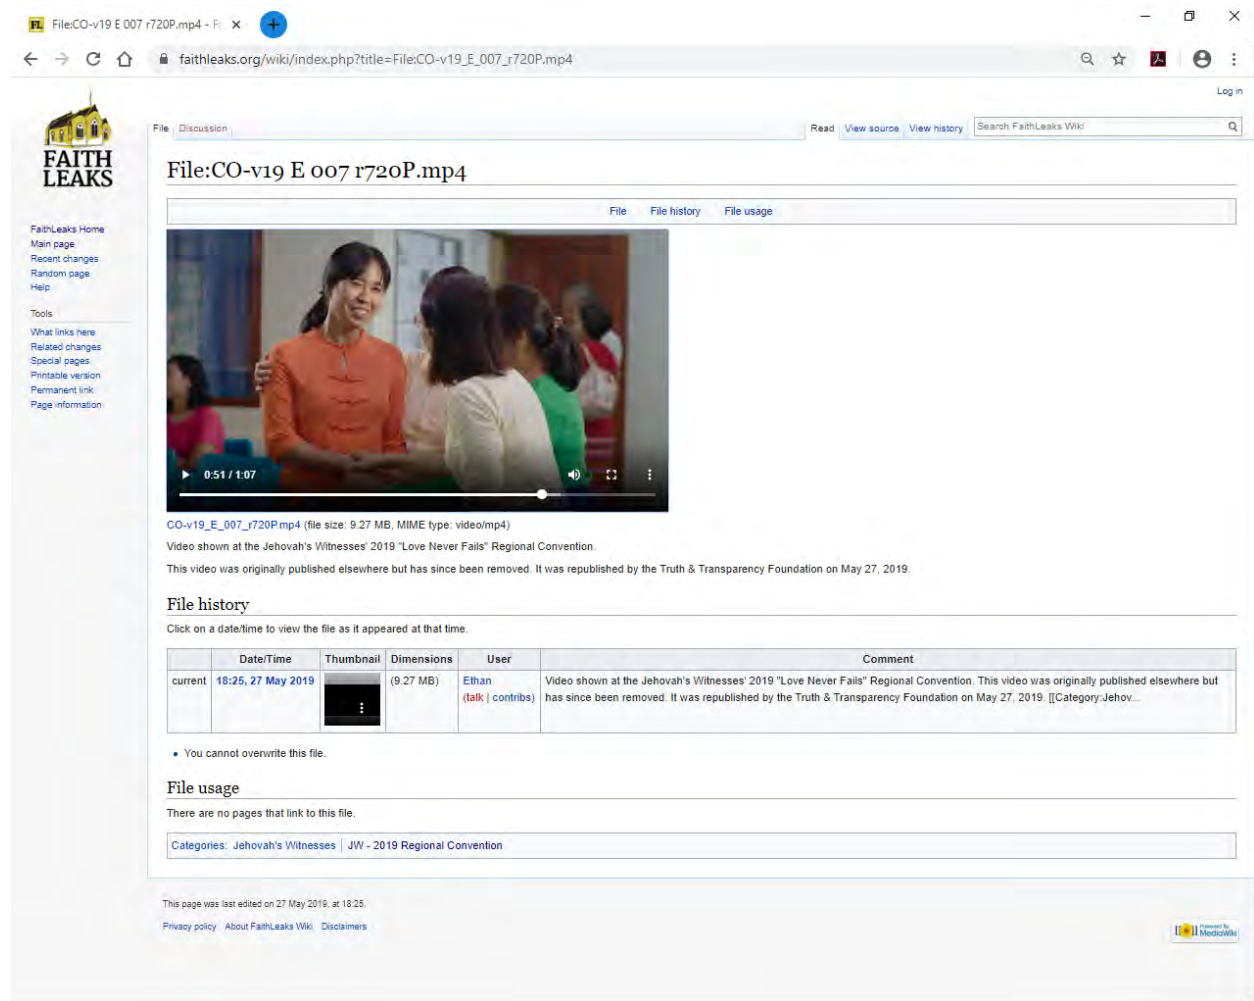 FL File:CO-v19 E 007 r720P.mp4 - F
faithleaks.org/wiki/index.php?title=File:CO-v19_E_007_r720P.mp4
Log in
FAITH
LEAKS
File Discussion
Read View source View history Search FaithLeaks Wiki
File:CO-v19 E 007 r720P.mp4
File File history File usage
FaithLeaks Home
Main page
Recent changes
Random page
Help
Tools
What links here
Related changes
Special pages
Printable version
Permanent link
Page information
0:51 / 1:07
CO-v19_E_007_r720P.mp4 (file size: 9.27 MB, MIME type: video/mp4)
Video shown at the Jehovah's Witnesses' 2019 "Love Never Fails" Regional Convention.
This video was originally published elsewhere but has since been removed. It was republished by the Truth & Transparency Foundation on May 27, 2019.
File history
Click on a date/time to view the file as it appeared at that time.
Date/Time Thumbnail Dimensions User Comment
current 18:25, 27 May 2019 (9.27 MB) Ethan Video shown at the Jehovah's Witnesses' 2019 "Love Never Fails" Regional Convention. This video was originally published elsewhere but
(talk | contribs) has since been removed. It was republished by the Truth & Transparency Foundation on May 27, 2019. [[Category:Jehov...
• You cannot overwrite this file.
File usage
There are no pages that link to this file.
Categories: Jehovah's Witnesses | JW - 2019 Regional Convention
This page was last edited on 27 May 2019, at 18:25.
Privacy policy About FaithLeaks Wiki Disclaimers
Powered By
MediaWiki